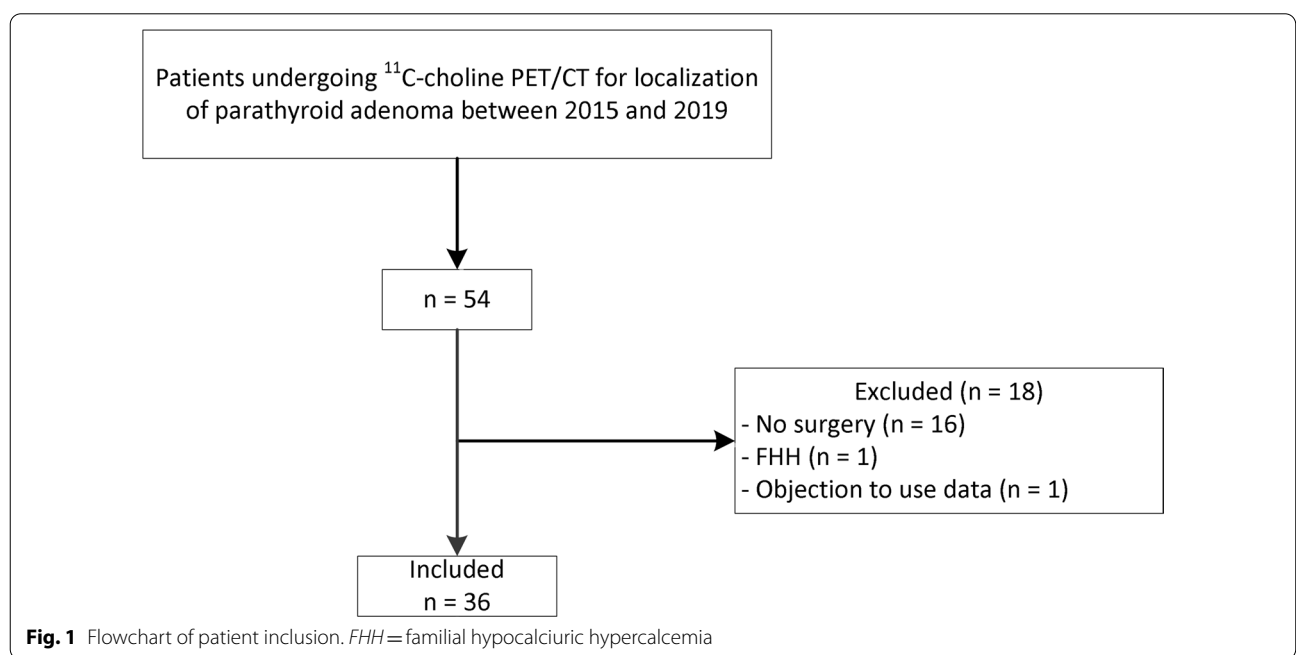 Patients undergoing ¹¹C-choline PET/CT for localization
of parathyroid adenoma between 2015 and 2019
n = 54
Excluded (n = 18)
- No surgery (n = 16)
- FHH (n = 1)
- Objection to use data (n = 1)
Included
n = 36
Fig. 1 Flowchart of patient inclusion. FHH = familial hypocalciuric hypercalcemia